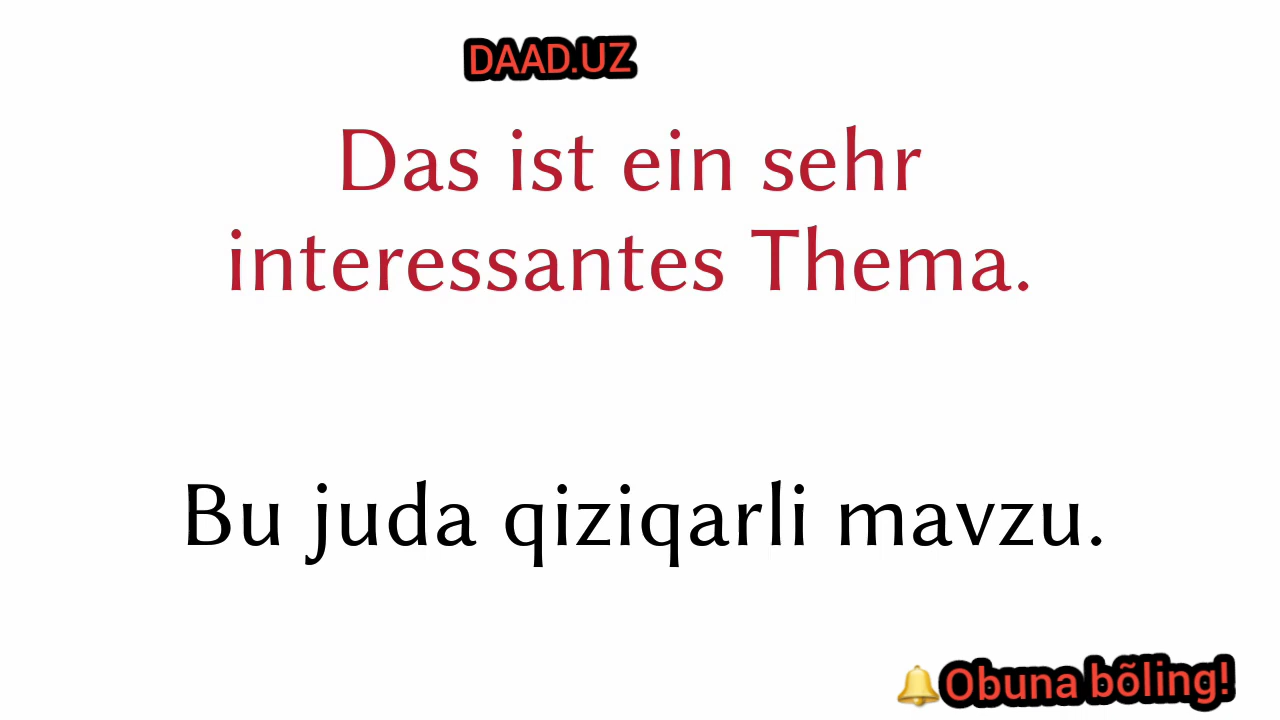 DAAD.UZ
Das ist ein sehr
interessantes Thema.
Bu juda qiziqarli mavzu.
🔔Obuna bõling!